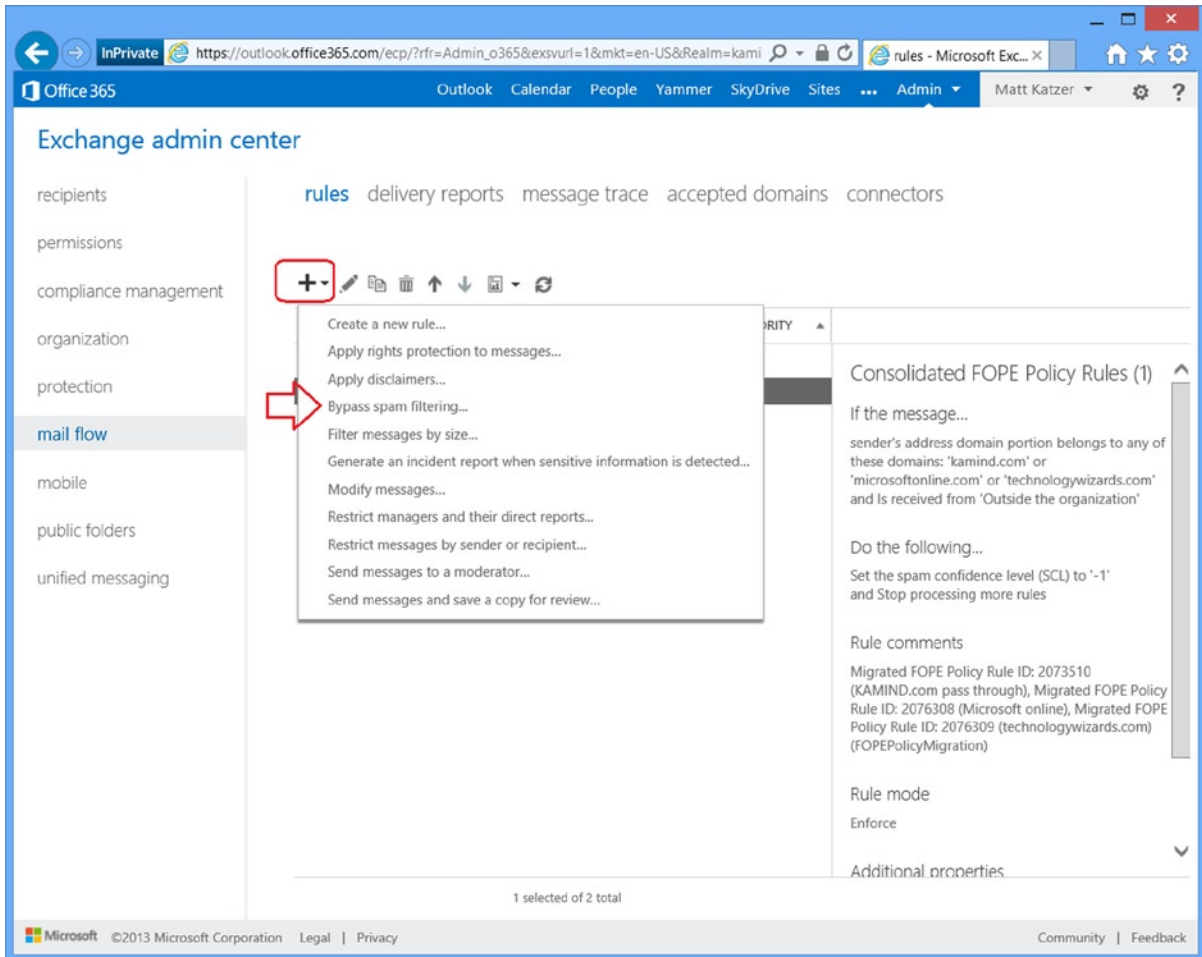 InPrivate https://outlook.office365.com/ecp/?rfr=Admin_o365&exsvurl=1&mkt=en-US&Realm=kami rules - Microsoft Exc...
Office 365 Outlook Calendar People Yammer SkyDrive Sites ... Admin Matt Katzer ?
Exchange admin center
rules delivery reports message trace accepted domains connectors
recipients
permissions
compliance management
organization
protection
mail flow
mobile
public folders
unified messaging
Create a new rule...
Apply rights protection to messages...
Apply disclaimers...
Bypass spam filtering...
Filter messages by size...
Generate an incident report when sensitive information is detected...
Modify messages...
Restrict managers and their direct reports...
Restrict messages by sender or recipient...
Send messages to a moderator...
Send messages and save a copy for review...
ORITY
Consolidated FOPE Policy Rules (1)
If the message...
sender's address domain portion belongs to any of
these domains: 'kamind.com' or
'microsoftonline.com' or 'technologywizards.com'
and Is received from 'Outside the organization'
Do the following...
Set the spam confidence level (SCL) to '-1'
and Stop processing more rules
Rule comments
Migrated FOPE Policy Rule ID: 2073510
(KAMIND.com pass through), Migrated FOPE Policy
Rule ID: 2076308 (Microsoft online), Migrated FOPE
Policy Rule ID: 2076309 (technologywizards.com)
(FOPEPolicyMigration)
Rule mode
Enforce
Additional properties
1 selected of 2 total
Microsoft ©2013 Microsoft Corporation Legal | Privacy Community | Feedback